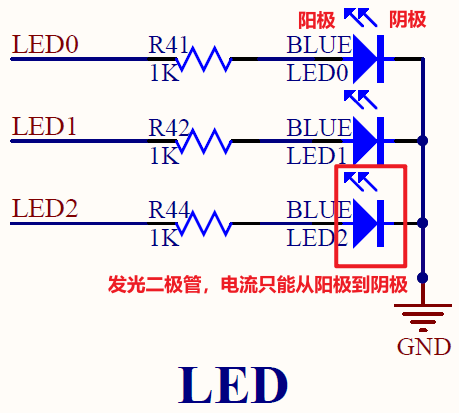 阳极 阴极
LED0 R41 BLUE
1K LED0
LED1 R42 BLUE
1K LED1
LED2 R44 BLUE
1K LED2
发光二极管，电流只能从阳极到阴极
GND
LED